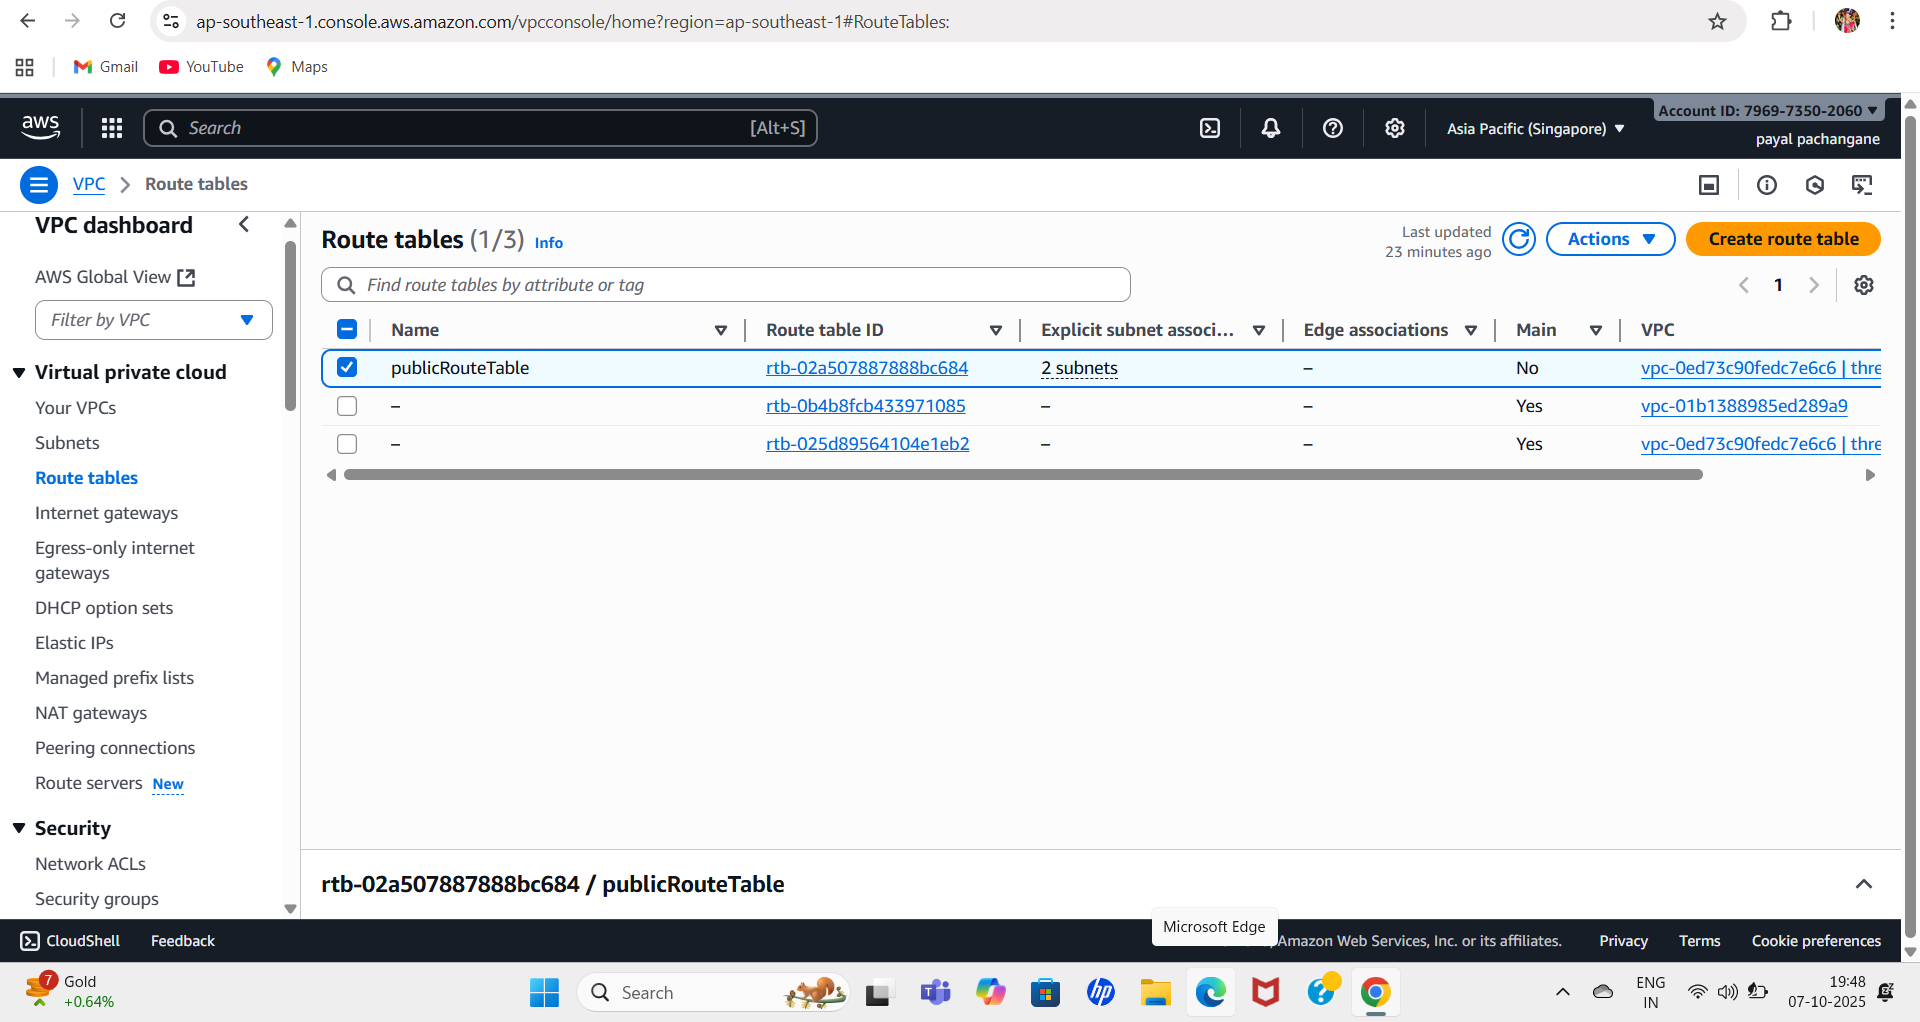 ap-southeast-1.console.aws.amazon.com/vpcconsole/home?region=ap-southeast-1#RouteTables:
Gmail YouTube Maps
aws Search [Alt+S] Asia Pacific (Singapore) Account ID: 7969-7350-2060
payal pachangane
VPC Route tables
VPC dashboard
AWS Global View
Filter by VPC
Virtual private cloud
Your VPCs
Subnets
Route tables
Internet gateways
Egress-only internet
gateways
DHCP option sets
Elastic IPs
Managed prefix lists
NAT gateways
Peering connections
Route servers New
Security
Network ACLs
Security groups
Route tables (1/3) Info
Last updated
23 minutes ago
Actions
Create route table
Find route tables by attribute or tag
1
Name Route table ID Explicit subnet associ... Edge associations Main VPC
publicRouteTable rtb-02a507887888bc684 2 subnets – No vpc-0ed73c90fedc7e6c6 | thre
– rtb-0b4b8fcb433971085 – – Yes vpc-01b1388985ed289a9
– rtb-025d89564104e1eb2 – – Yes vpc-0ed73c90fedc7e6c6 | thre
rtb-02a507887888bc684 / publicRouteTable
Microsoft Edge
CloudShell Feedback Amazon Web Services, Inc. or its affiliates. Privacy Terms Cookie preferences
7 Gold
+0.64%
Search
ENG
IN
19:48
07-10-2025